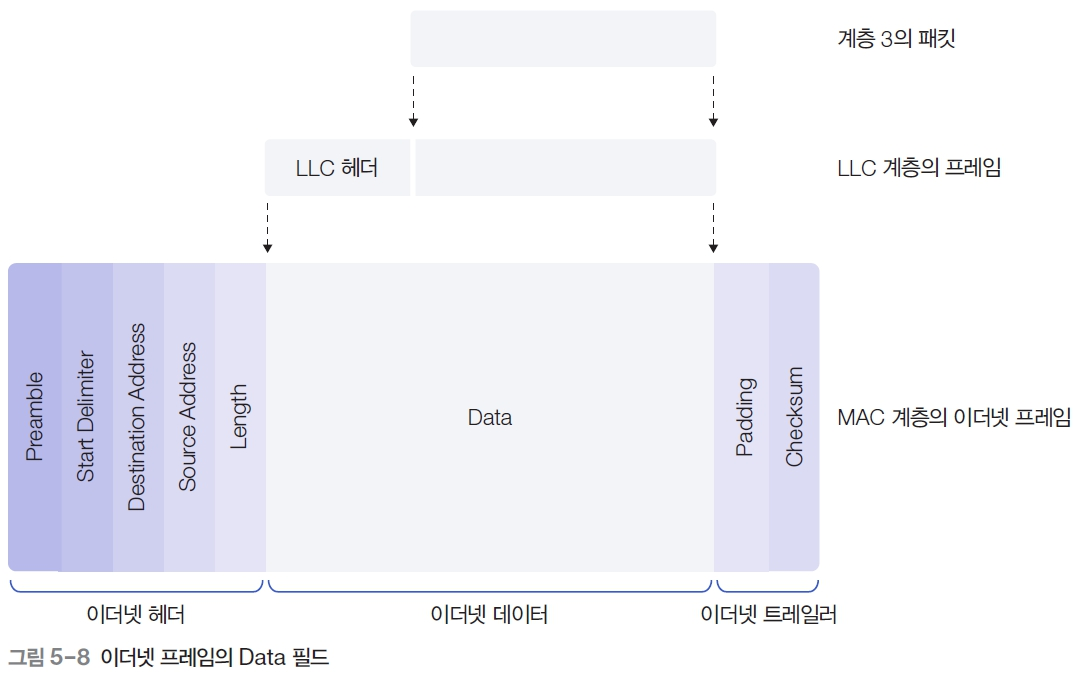 계층 3의 패킷
LLC 헤더
LLC 계층의 프레임
Preamble
Start Delimiter
Destination Address
Source Address
Length
Data
Padding
Checksum
MAC 계층의 이더넷 프레임
이더넷 헤더
이더넷 데이터
이더넷 트레일러
그림 5-8 이더넷 프레임의 Data 필드